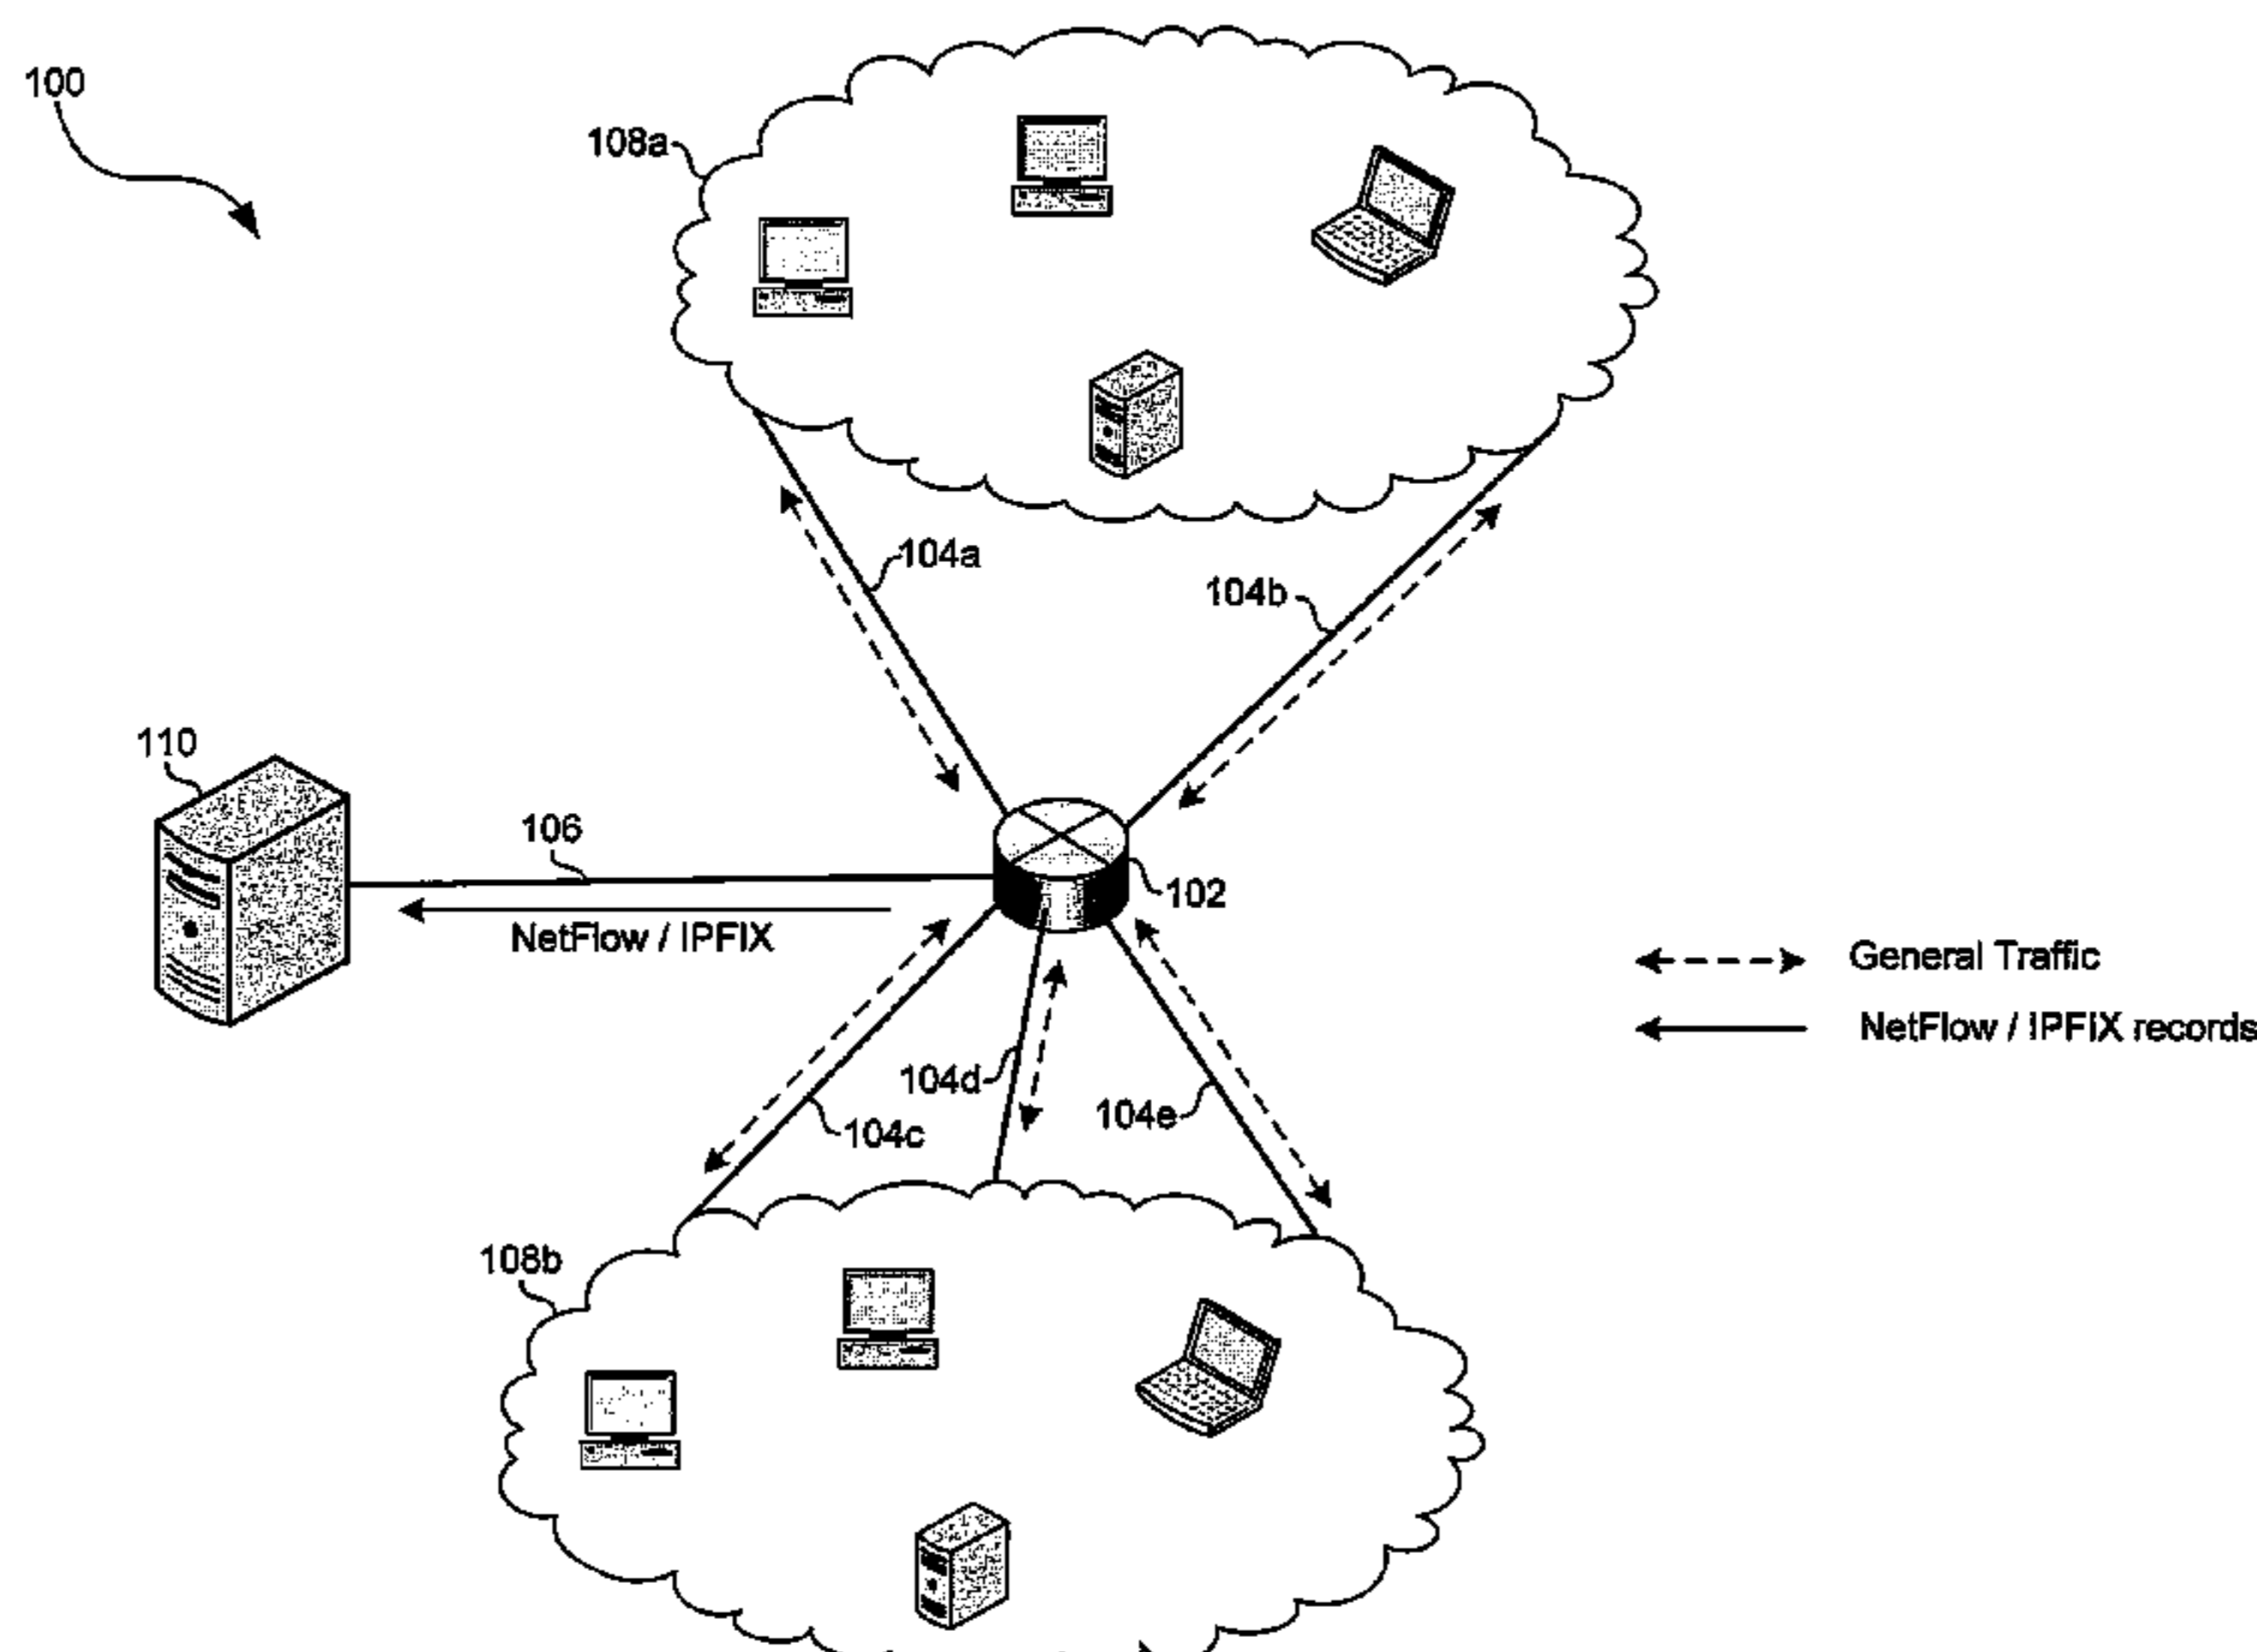 100
108a
104a
104b
110
106
102
NetFlow / IPFIX
General Traffic
NetFlow / IPFIX records
104d
104e
104c
108b